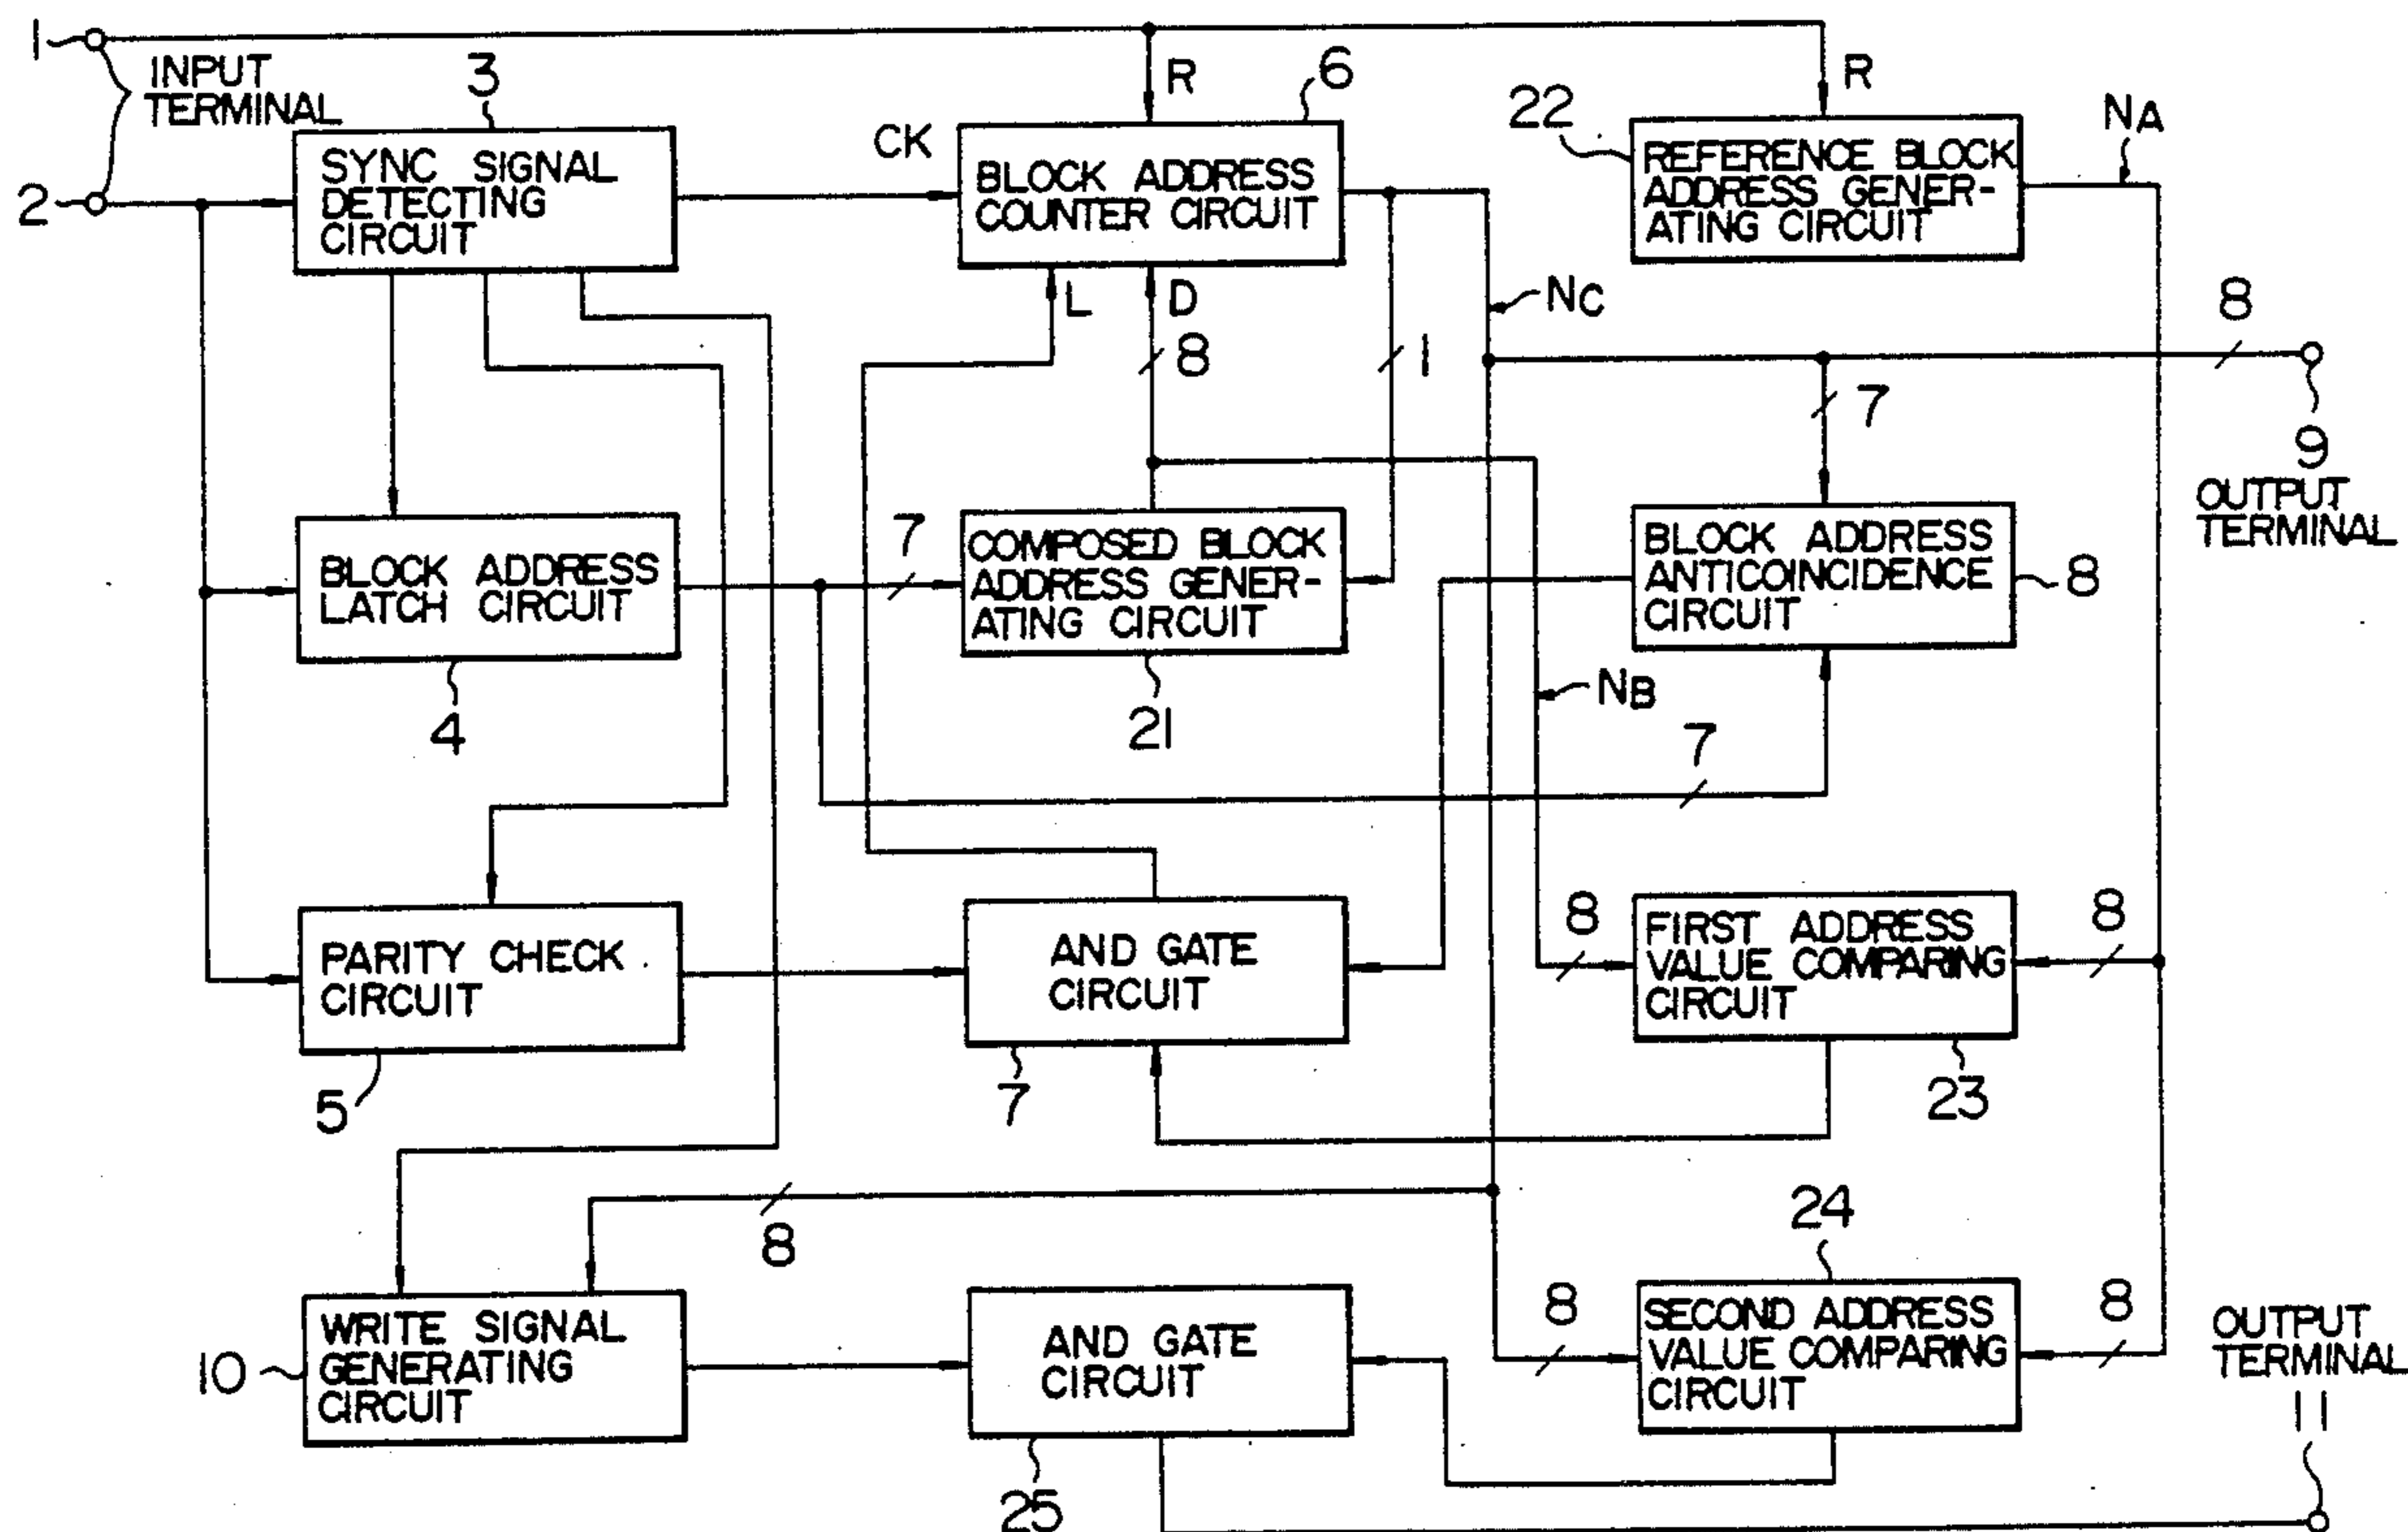 1
INPUT
TERMINAL
2
3
SYNC SIGNAL
DETECTING
CIRCUIT
CK
R
6
BLOCK ADDRESS
COUNTER CIRCUIT
L
D
8
1
22
R
REFERENCE BLOCK
ADDRESS GENER-
ATING CIRCUIT
NA
NC
8
9
OUTPUT
TERMINAL
7
BLOCK ADDRESS
LATCH CIRCUIT
4
7
COMPOSED BLOCK
ADDRESS GENER-
ATING CIRCUIT
21
BLOCK ADDRESS
ANTICOINCIDENCE
CIRCUIT
8
NB
7
PARITY CHECK
CIRCUIT
5
AND GATE
CIRCUIT
7
8
FIRST ADDRESS
VALUE COMPARING
CIRCUIT
8
23
8
10
WRITE SIGNAL
GENERATING
CIRCUIT
AND GATE
CIRCUIT
25
24
8
SECOND ADDRESS
VALUE COMPARING
CIRCUIT
8
OUTPUT
TERMINAL
11